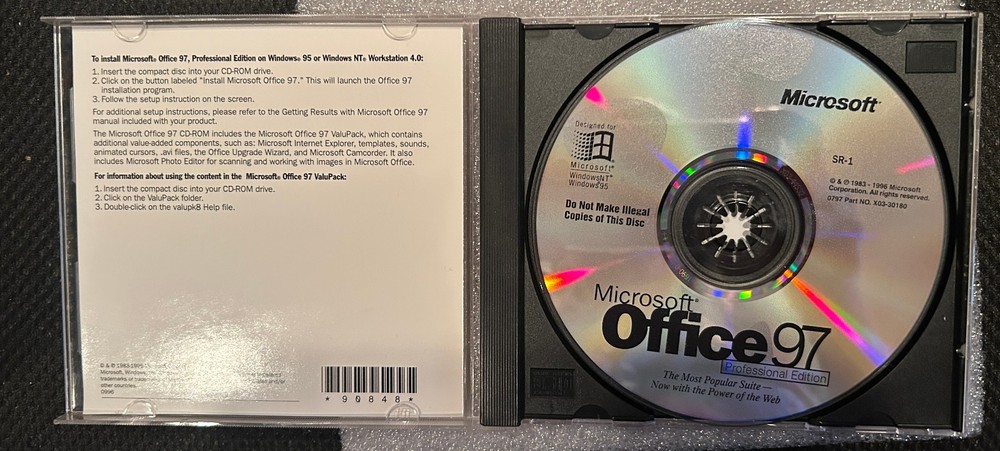 To install Microsoft® Office 97, Professional Edition on Windows® 95 or Windows NT® Workstation 4.0:
1. Insert the compact disc into your CD-ROM drive.
2. Click on the button labeled "Install Microsoft Office 97." This will launch the Office 97
installation program.
3. Follow the setup instruction on the screen.
For additional setup instructions, please refer to the Getting Results with Microsoft Office 97
manual included with your product.
The Microsoft Office 97 CD-ROM includes the Microsoft Office 97 ValuPack, which contains
additional value-added components, such as: Microsoft Internet Explorer, templates, sounds,
animated cursors, .avi files, the Office Upgrade Wizard, and Microsoft Camcorder. It also
includes Microsoft Photo Editor for scanning and working with images in Microsoft Office.
For information about using the content in the Microsoft® Office 97 ValuPack:
1. Insert the compact disc into your CD-ROM drive.
2. Click on the ValuPack folder.
3. Double-click on the valupk8 Help file.
Microsoft, Windows,
trademarks or
other countries.
*90848*
Microsoft®
Designed for
Microsoft®
WindowsNT®
Windows®95
SR-1
© & ℗ 1983 - 1996 Microsoft
Corporation. All rights reserved.
0797 Part NO. X03-30180
Do Not Make Illegal
Copies of This Disc
Microsoft®
Office 97
Professional Edition
The Most Popular Suite —
Now with the Power of the Web